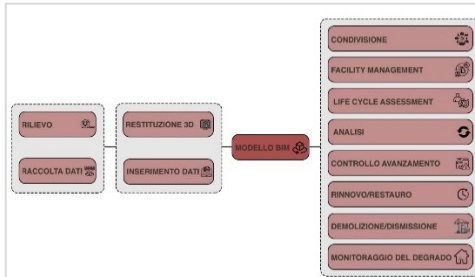 RILIEVO
RACCOLTA DATI
RESTITUZIONE 3D
INSERIMENTO DATI
MODELLO BIM
CONDIVISIONE
FACILITY MANAGEMENT
LIFE CYCLE ASSESSMENT
ANALISI
CONTROLLO AVANZAMENTO
RINNOVO/RESTAURO
DEMOLIZIONE/DISMISSIONE
MONITORAGGIO DEL DEGRADO